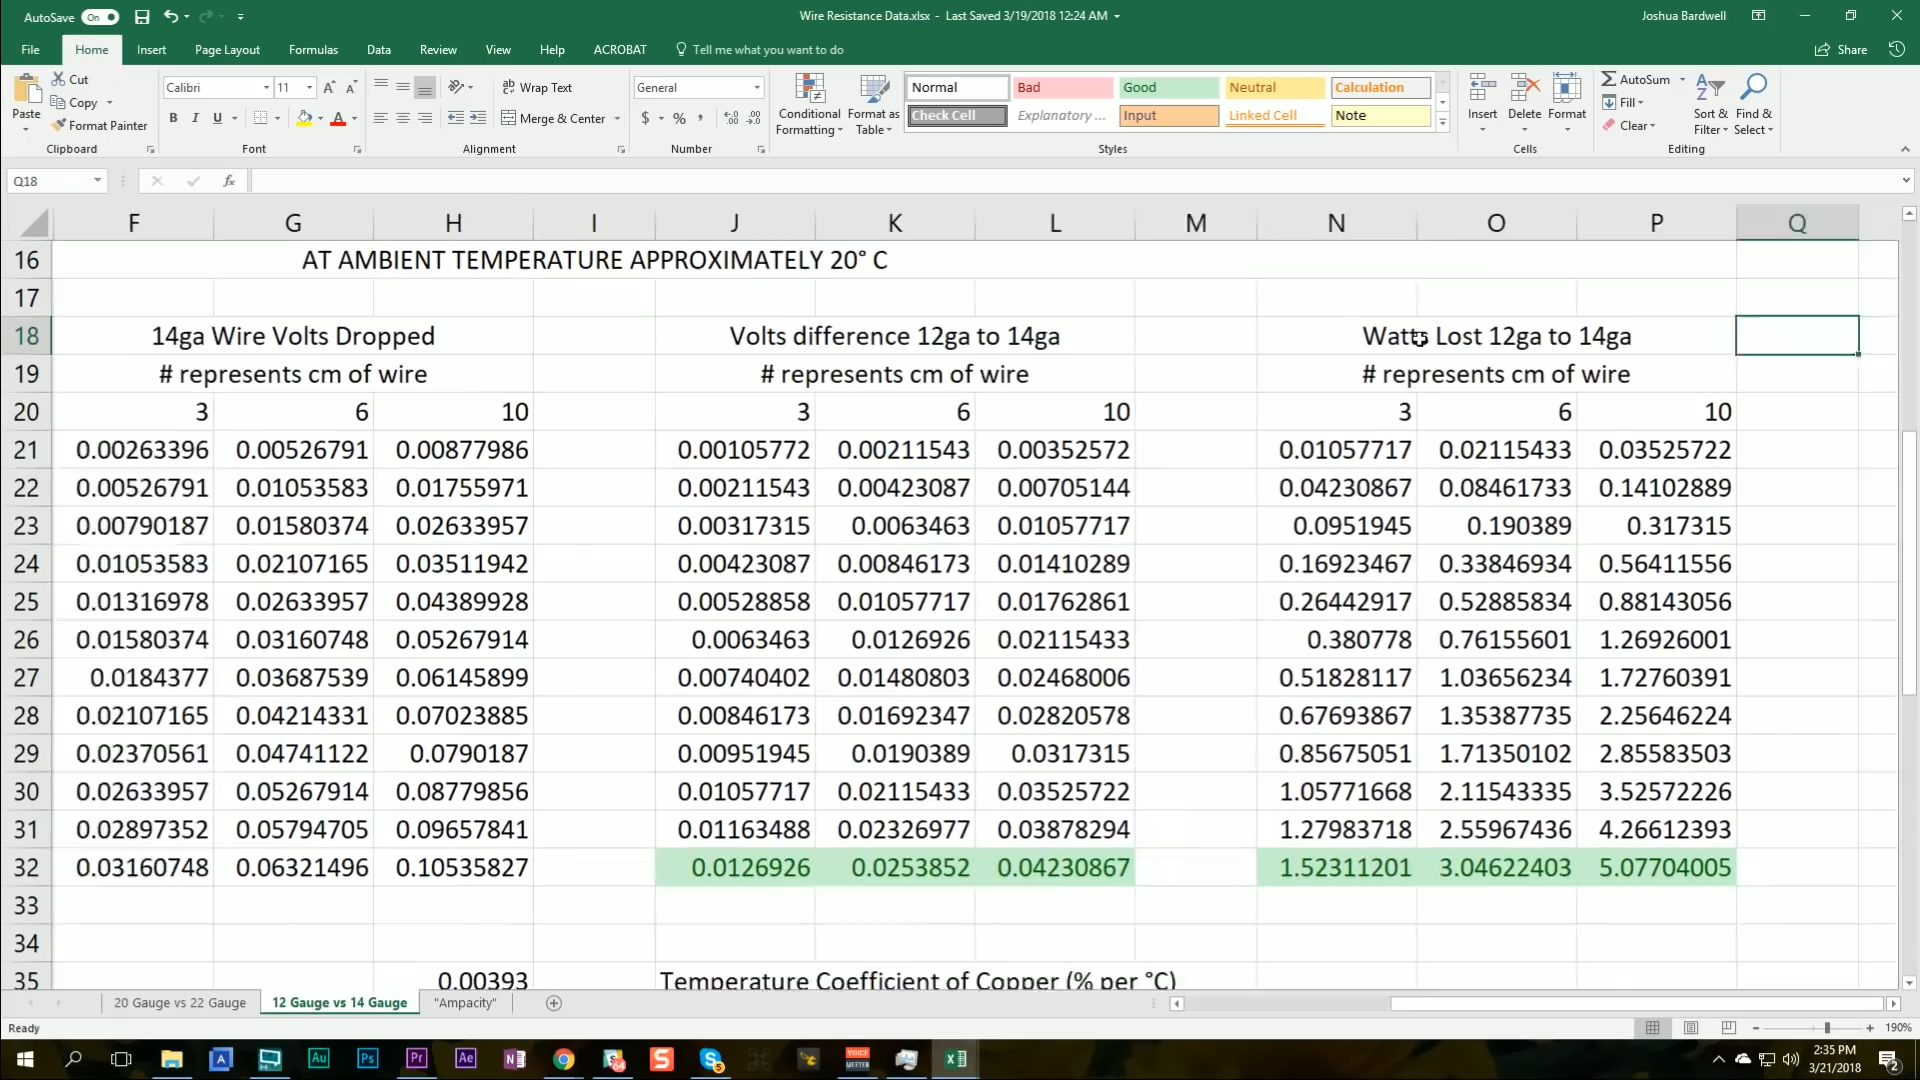 AutoSave On
Wire Resistance Data.xlsx - Last Saved 3/19/2018 12:24 AM
Joshua Bardwell
File Home Insert Page Layout Formulas Data Review View Help ACROBAT Tell me what you want to do Share
Paste Cut Copy Format Painter Clipboard
Calibri 11 A A B I U A Font
ab Wrap Text Merge & Center Alignment
General $ % , .00 Number
Conditional Formatting Format as Table
Normal Bad Good Neutral Calculation
Check Cell Explanatory ... Input Linked Cell Note
Styles
Insert Delete Format Cells
AutoSum Fill Clear Sort & Filter Find & Select Editing
Q18 fx
F G H I J K L M N O P Q
16 AT AMBIENT TEMPERATURE APPROXIMATELY 20° C
17
18 14ga Wire Volts Dropped Volts difference 12ga to 14ga Watts Lost 12ga to 14ga
19 # represents cm of wire # represents cm of wire # represents cm of wire
20 3 6 10 3 6 10 3 6 10
21 0.00263396 0.00526791 0.00877986 0.00105772 0.00211543 0.00352572 0.01057717 0.02115433 0.03525722
22 0.00526791 0.01053583 0.01755971 0.00211543 0.00423087 0.00705144 0.04230867 0.08461733 0.14102889
23 0.00790187 0.01580374 0.02633957 0.00317315 0.0063463 0.01057717 0.0951945 0.190389 0.317315
24 0.01053583 0.02107165 0.03511942 0.00423087 0.00846173 0.01410289 0.16923467 0.33846934 0.56411556
25 0.01316978 0.02633957 0.04389928 0.00528858 0.01057717 0.01762861 0.26442917 0.52885834 0.88143056
26 0.01580374 0.03160748 0.05267914 0.0063463 0.0126926 0.02115433 0.380778 0.76155601 1.26926001
27 0.0184377 0.03687539 0.06145899 0.00740402 0.01480803 0.02468006 0.51828117 1.03656234 1.72760391
28 0.02107165 0.04214331 0.07023885 0.00846173 0.01692347 0.02820578 0.67693867 1.35387735 2.25646224
29 0.02370561 0.04741122 0.0790187 0.00951945 0.0190389 0.0317315 0.85675051 1.71350102 2.85583503
30 0.02633957 0.05267914 0.08779856 0.01057717 0.02115433 0.03525722 1.05771668 2.11543335 3.52572226
31 0.02897352 0.05794705 0.09657841 0.01163488 0.02326977 0.03878294 1.27983718 2.55967436 4.26612393
32 0.03160748 0.06321496 0.10535827 0.0126926 0.0253852 0.04230867 1.52311201 3.04622403 5.07704005
33
34
35 0.00393 Temperature Coefficient of Copper (% per °C)
20 Gauge vs 22 Gauge 12 Gauge vs 14 Gauge "Ampacity"
Ready 190%
A Au Ps Pr Ae N 64 S 5 VOICE MEETER X
2:35 PM
3/21/2018
2